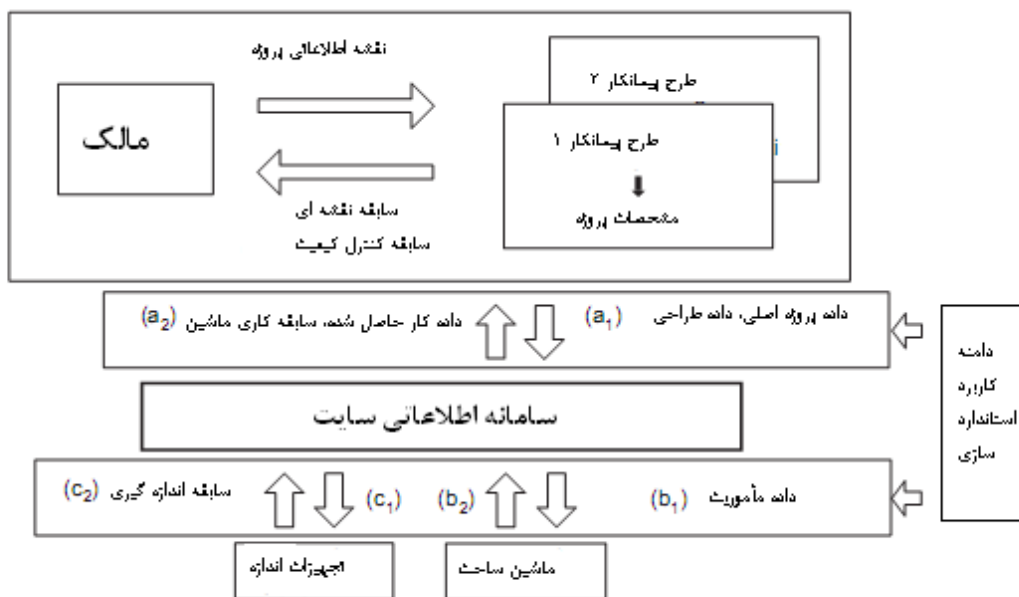 نقشه اطلاعاتی پروژه
مالک
طرح پیمانکار ۲
i
طرح پیمانکار ۱
مشخصات پروژه
سابقه نقشه ای
سابقه کنترل کیفیت
داده پروژه اصلی، داده طراحی (a1)
داده کار حاصل شده، سابقه کاری ماشین (a2)
دامنه
کاربرد
استاندارد
سازی
سامانه اطلاعاتی سایت
داده مأموریت (b1)
(b2)
(c1)
سابقه اندازه گیری (c2)
ماشین ساخت
تجهیزات اندازه